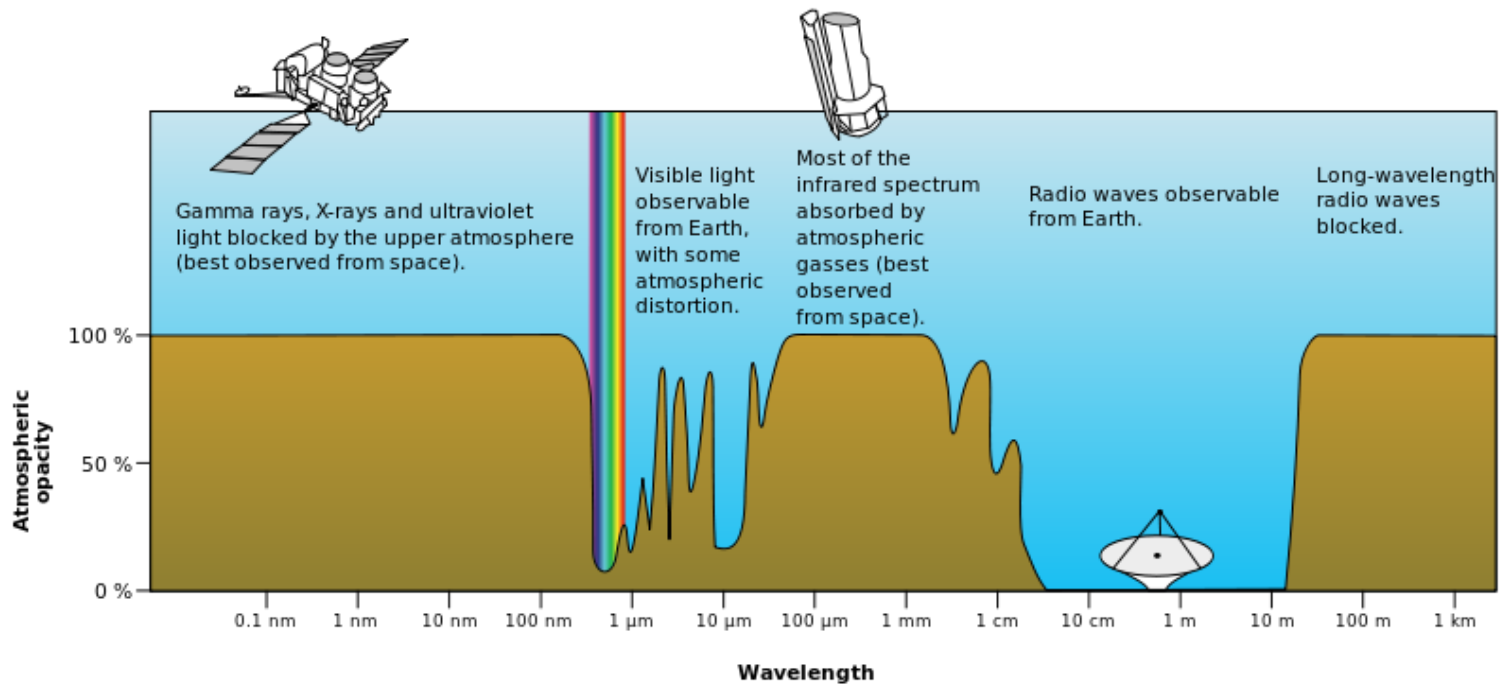 Gamma rays, X-rays and ultraviolet
light blocked by the upper atmosphere
(best observed from space).
Visible light
observable
from Earth,
with some
atmospheric
distortion.
Most of the
infrared spectrum
absorbed by
atmospheric
gasses (best
observed
from space).
Radio waves observable
from Earth.
Long-wavelength
radio waves
blocked.
Atmospheric
opacity
100 %
50 %
0 %
0.1 nm
1 nm
10 nm
100 nm
1 μm
10 μm
100 μm
1 mm
1 cm
10 cm
1 m
10 m
100 m
1 km
Wavelength